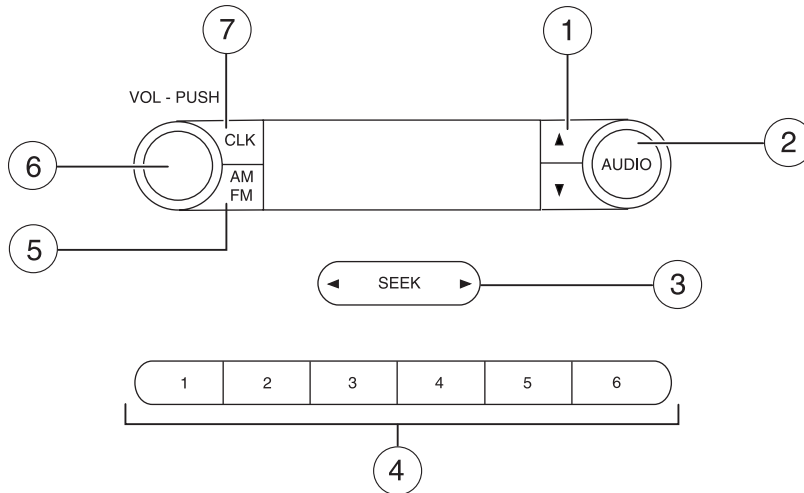 7
1
VOL - PUSH
CLK
▲
2
6
AUDIO
AM
FM
▼
5
◄ SEEK ►
3
1 2 3 4 5 6
4